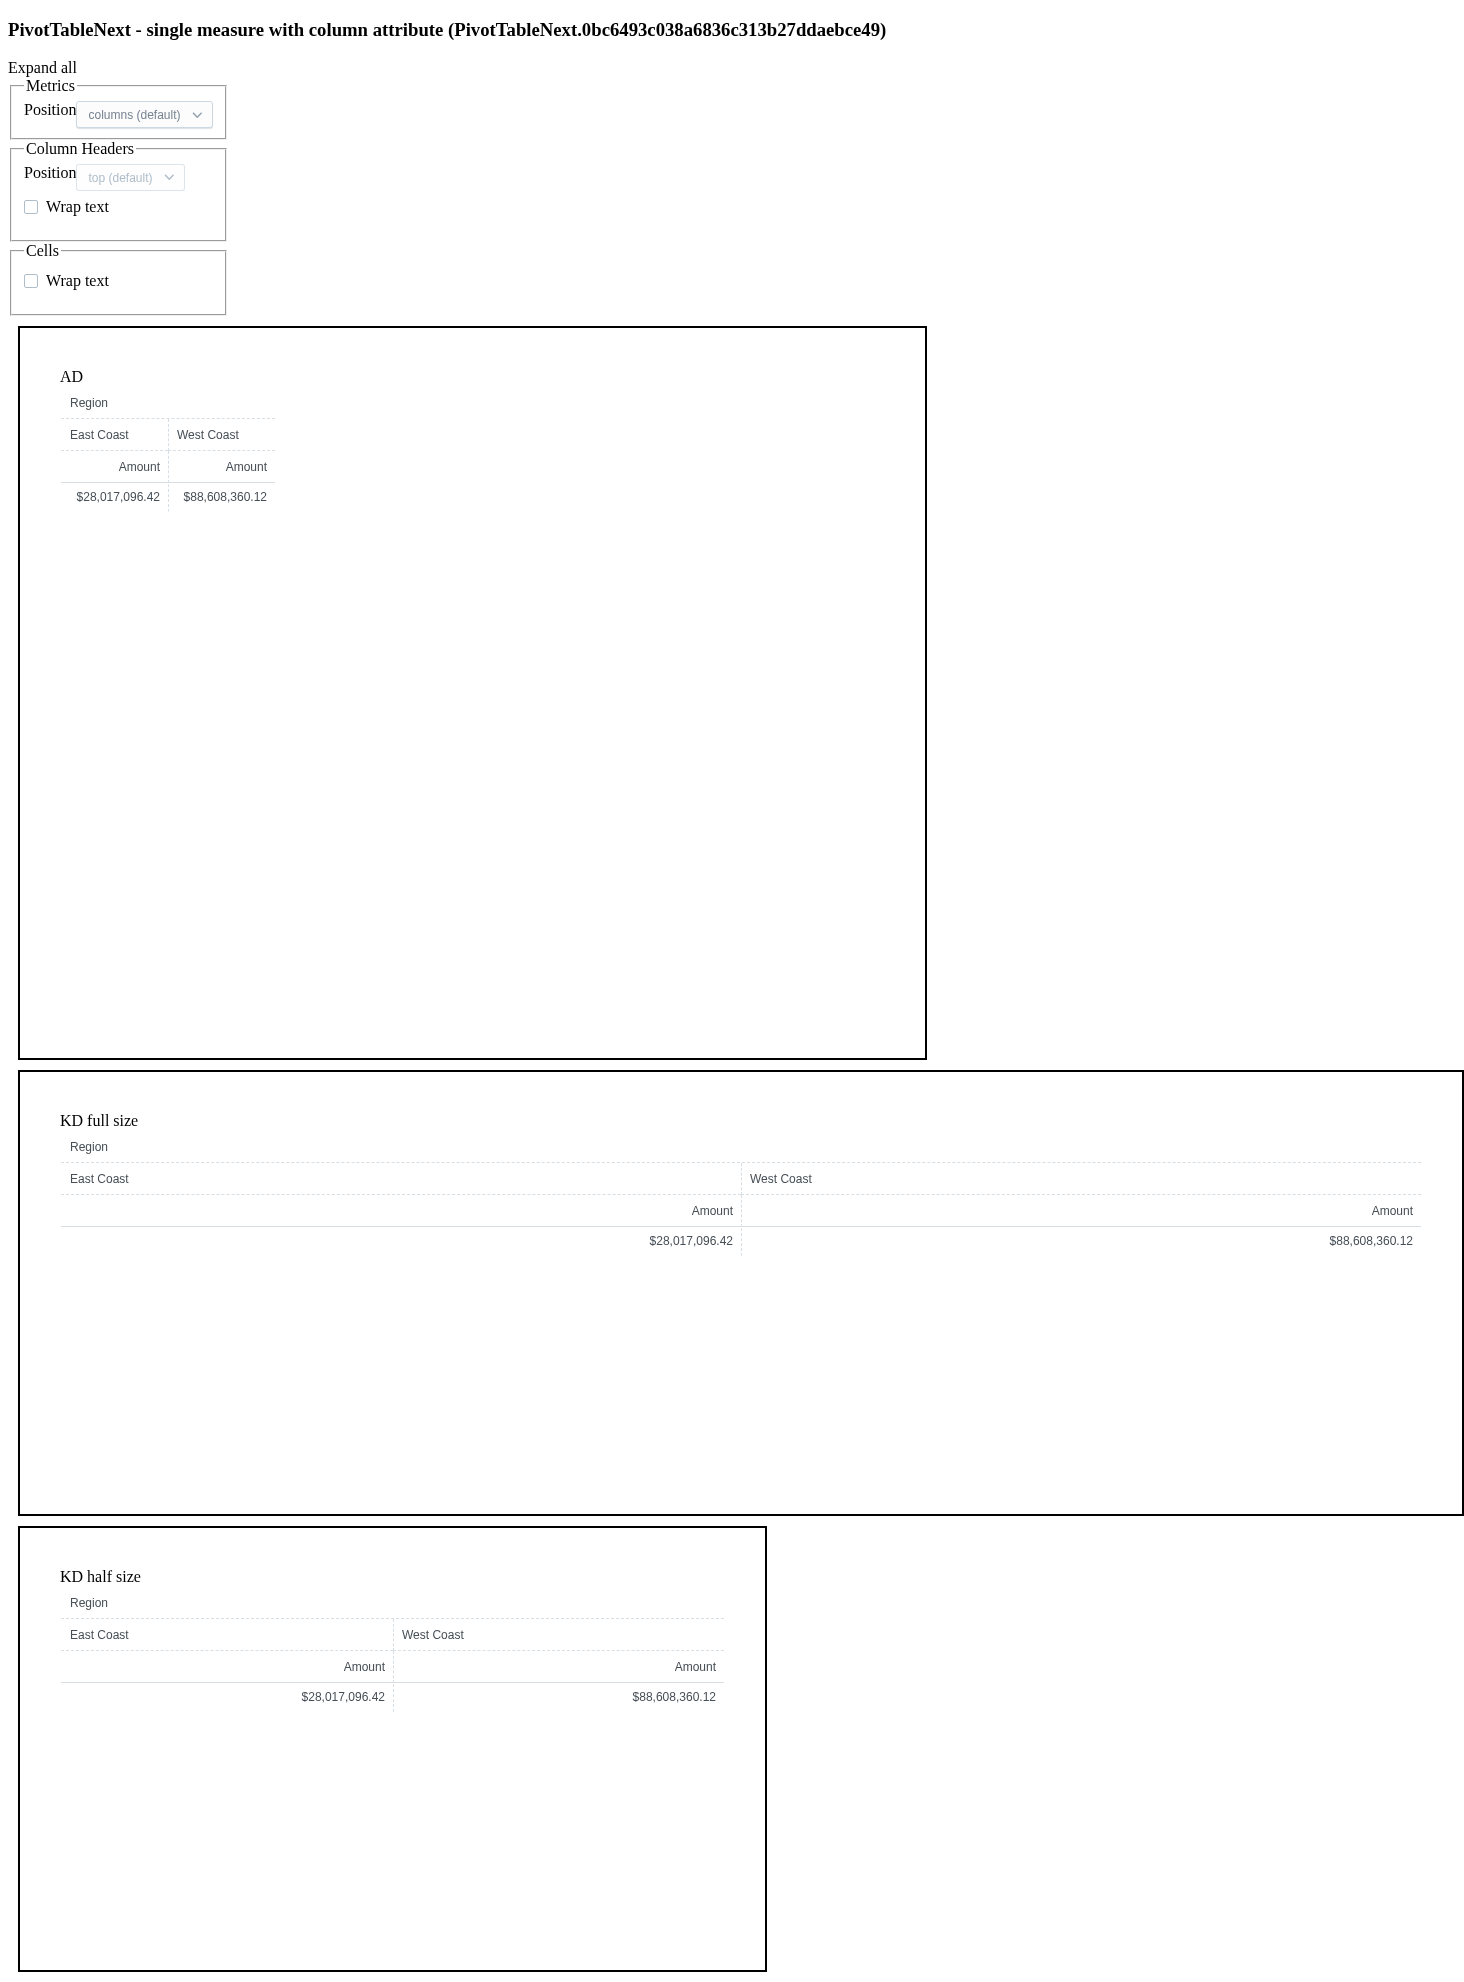 PivotTableNext - single measure with column attribute (PivotTableNext.0bc6493c038a6836c313b27ddaebce49)
Expand all
Metrics
Position columns (default)
Column Headers
Position top (default)
Wrap text
Cells
Wrap text
AD
Region
East Coast West Coast
Amount Amount
$28,017,096.42 $88,608,360.12
KD full size
Region
East Coast West Coast
Amount Amount
$28,017,096.42 $88,608,360.12
KD half size
Region
East Coast West Coast
Amount Amount
$28,017,096.42 $88,608,360.12